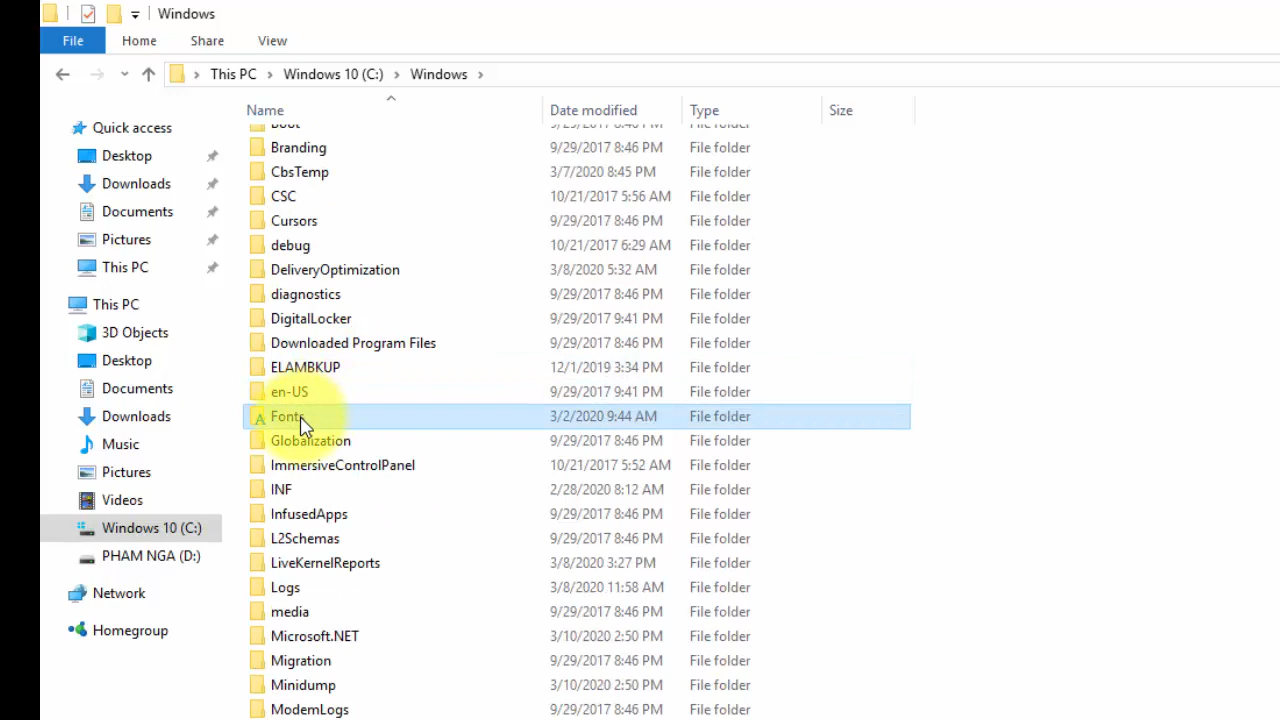 Windows
File Home Share View
This PC Windows 10 (C:) Windows
Name Date modified Type Size
Quick access
Desktop
Downloads
Documents
Pictures
This PC
This PC
3D Objects
Desktop
Documents
Downloads
Music
Pictures
Videos
Windows 10 (C:)
PHAM NGA (D:)
Network
Homegroup
Boot 9/29/2017 8:46 PM File folder
Branding 9/29/2017 8:46 PM File folder
CbsTemp 3/7/2020 8:45 PM File folder
CSC 10/21/2017 5:56 AM File folder
Cursors 9/29/2017 8:46 PM File folder
debug 10/21/2017 6:29 AM File folder
DeliveryOptimization 3/8/2020 5:32 AM File folder
diagnostics 9/29/2017 8:46 PM File folder
DigitalLocker 9/29/2017 9:41 PM File folder
Downloaded Program Files 9/29/2017 8:46 PM File folder
ELAMBKUP 12/1/2019 3:34 PM File folder
en-US 9/29/2017 9:41 PM File folder
Fonts 3/2/2020 9:44 AM File folder
Globalization 9/29/2017 8:46 PM File folder
ImmersiveControlPanel 10/21/2017 5:52 AM File folder
INF 2/28/2020 8:12 AM File folder
InfusedApps 9/29/2017 8:46 PM File folder
L2Schemas 9/29/2017 8:46 PM File folder
LiveKernelReports 3/8/2020 3:27 PM File folder
Logs 3/8/2020 11:58 AM File folder
media 9/29/2017 8:46 PM File folder
Microsoft.NET 3/10/2020 2:50 PM File folder
Migration 9/29/2017 8:46 PM File folder
Minidump 3/10/2020 2:50 PM File folder
ModemLogs 9/29/2017 8:46 PM File folder